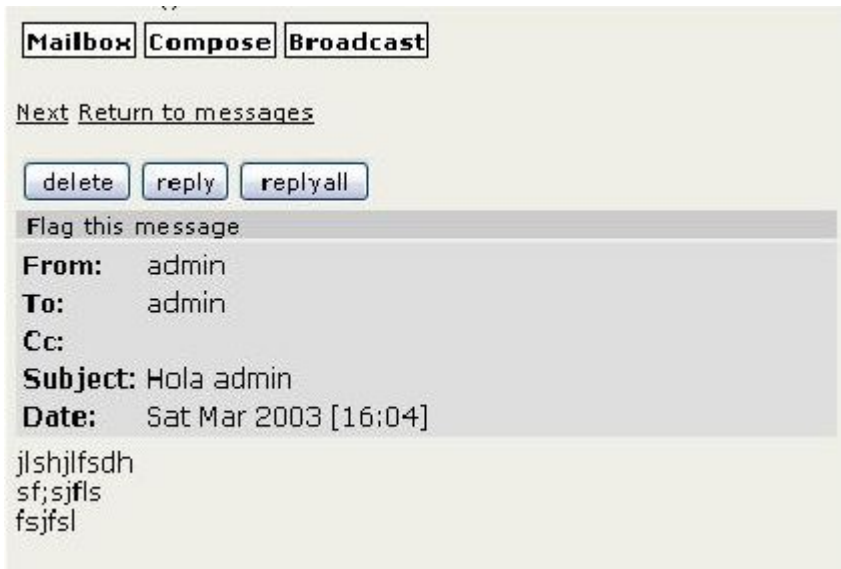 Mailbox Compose Broadcast
Next Return to messages
delete reply replyall
Flag this message
From: admin
To: admin
Cc:
Subject: Hola admin
Date: Sat Mar 2003 [16:04]
jlshjlfsdh
sf;sjfls
fsjfsl